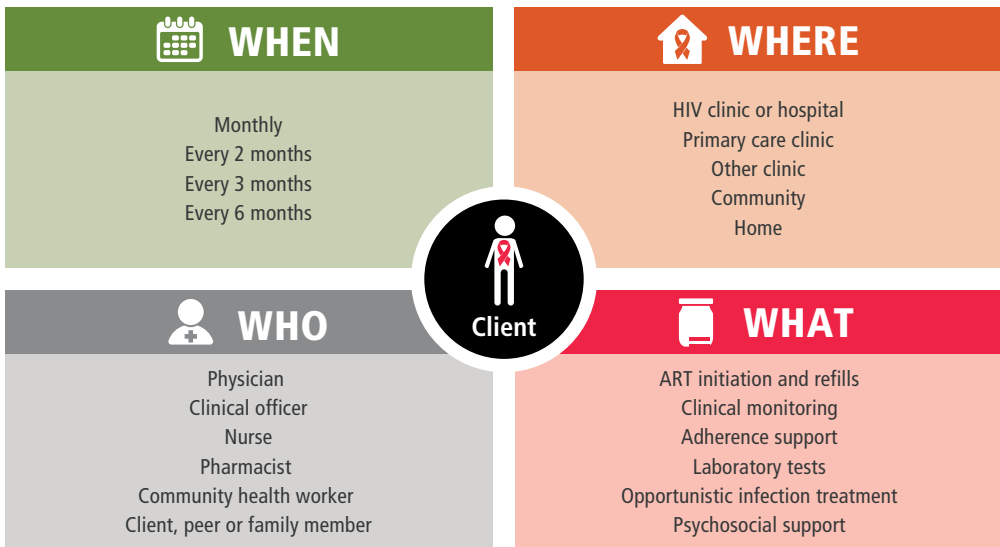 WHEN
Monthly
Every 2 months
Every 3 months
Every 6 months
WHERE
HIV clinic or hospital
Primary care clinic
Other clinic
Community
Home
Client
WHO
Physician
Clinical officer
Nurse
Pharmacist
Community health worker
Client, peer or family member
WHAT
ART initiation and refills
Clinical monitoring
Adherence support
Laboratory tests
Opportunistic infection treatment
Psychosocial support